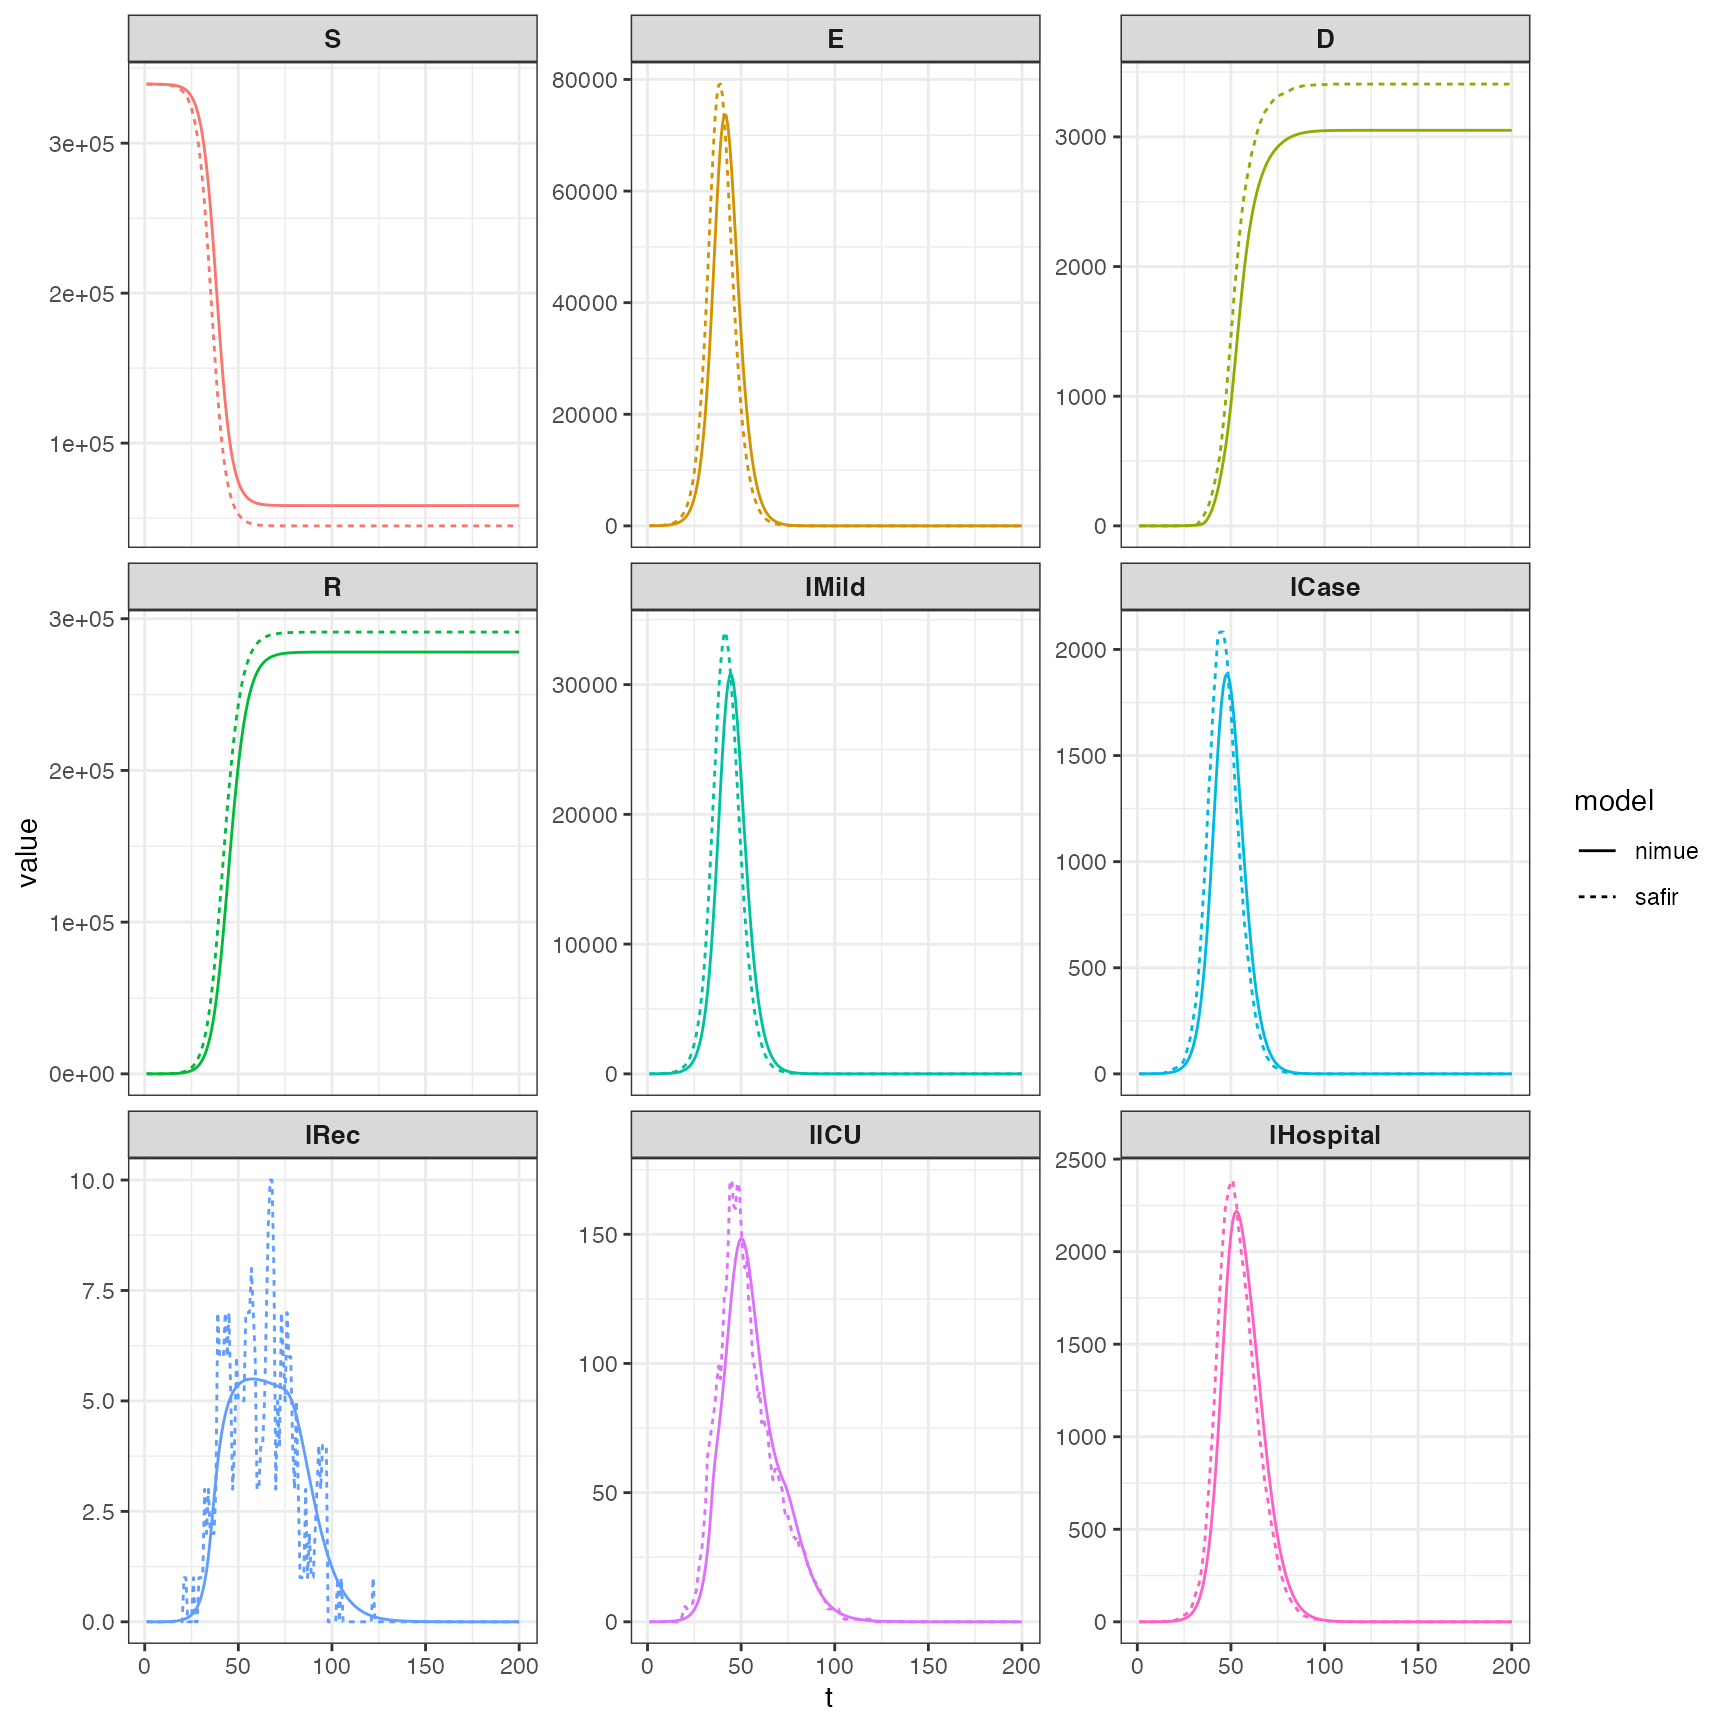 S
E
D
3e+05
2e+05
1e+05
80000
60000
40000
20000
0
3000
2000
1000
0
R
IMild
ICase
3e+05
2e+05
1e+05
0e+00
30000
20000
10000
0
2000
1500
1000
500
0
IRec
IICU
IHospital
10.0
7.5
5.0
2.5
0.0
150
100
50
0
2500
2000
1500
1000
500
0
0 50 100 150 200
0 50 100 150 200
0 50 100 150 200
t
value
model
nimue
safir